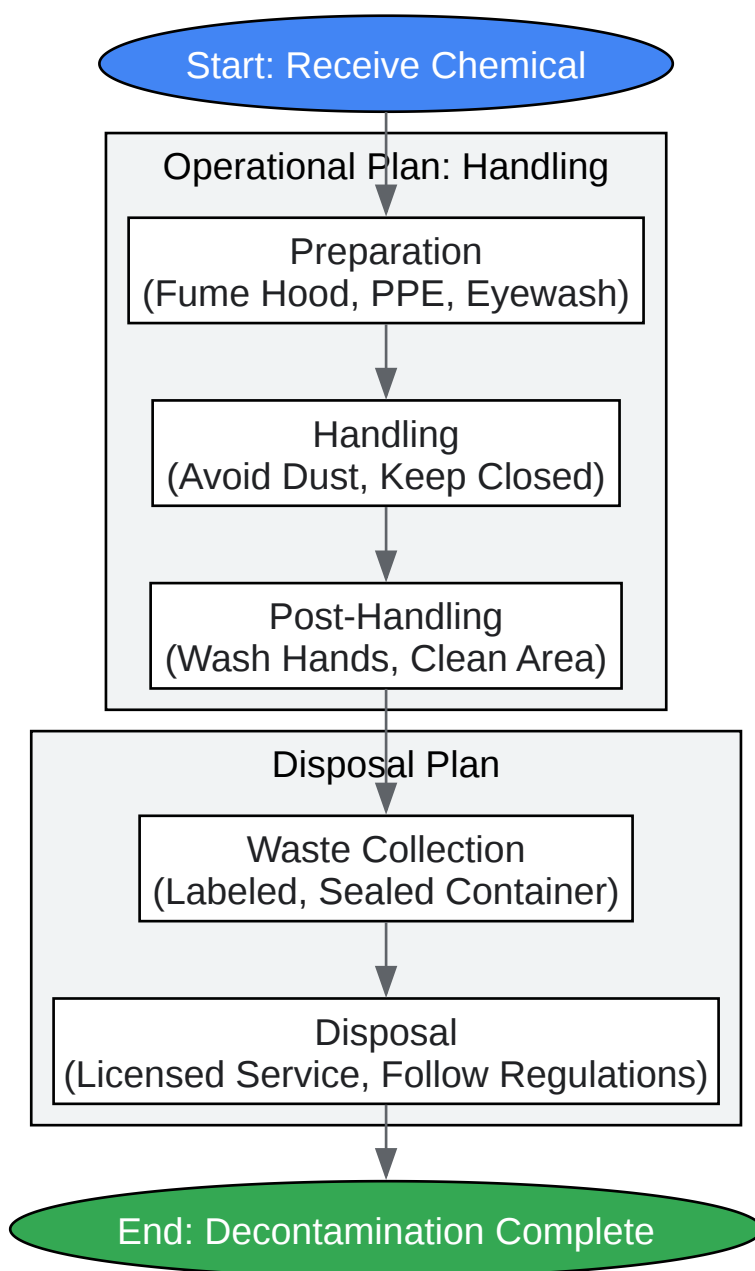 Start: Receive Chemical
Operational Plan: Handling
Preparation
(Fume Hood, PPE, Eyewash)
Handling
(Avoid Dust, Keep Closed)
Post-Handling
(Wash Hands, Clean Area)
Disposal Plan
Waste Collection
(Labeled, Sealed Container)
Disposal
(Licensed Service, Follow Regulations)
End: Decontamination Complete